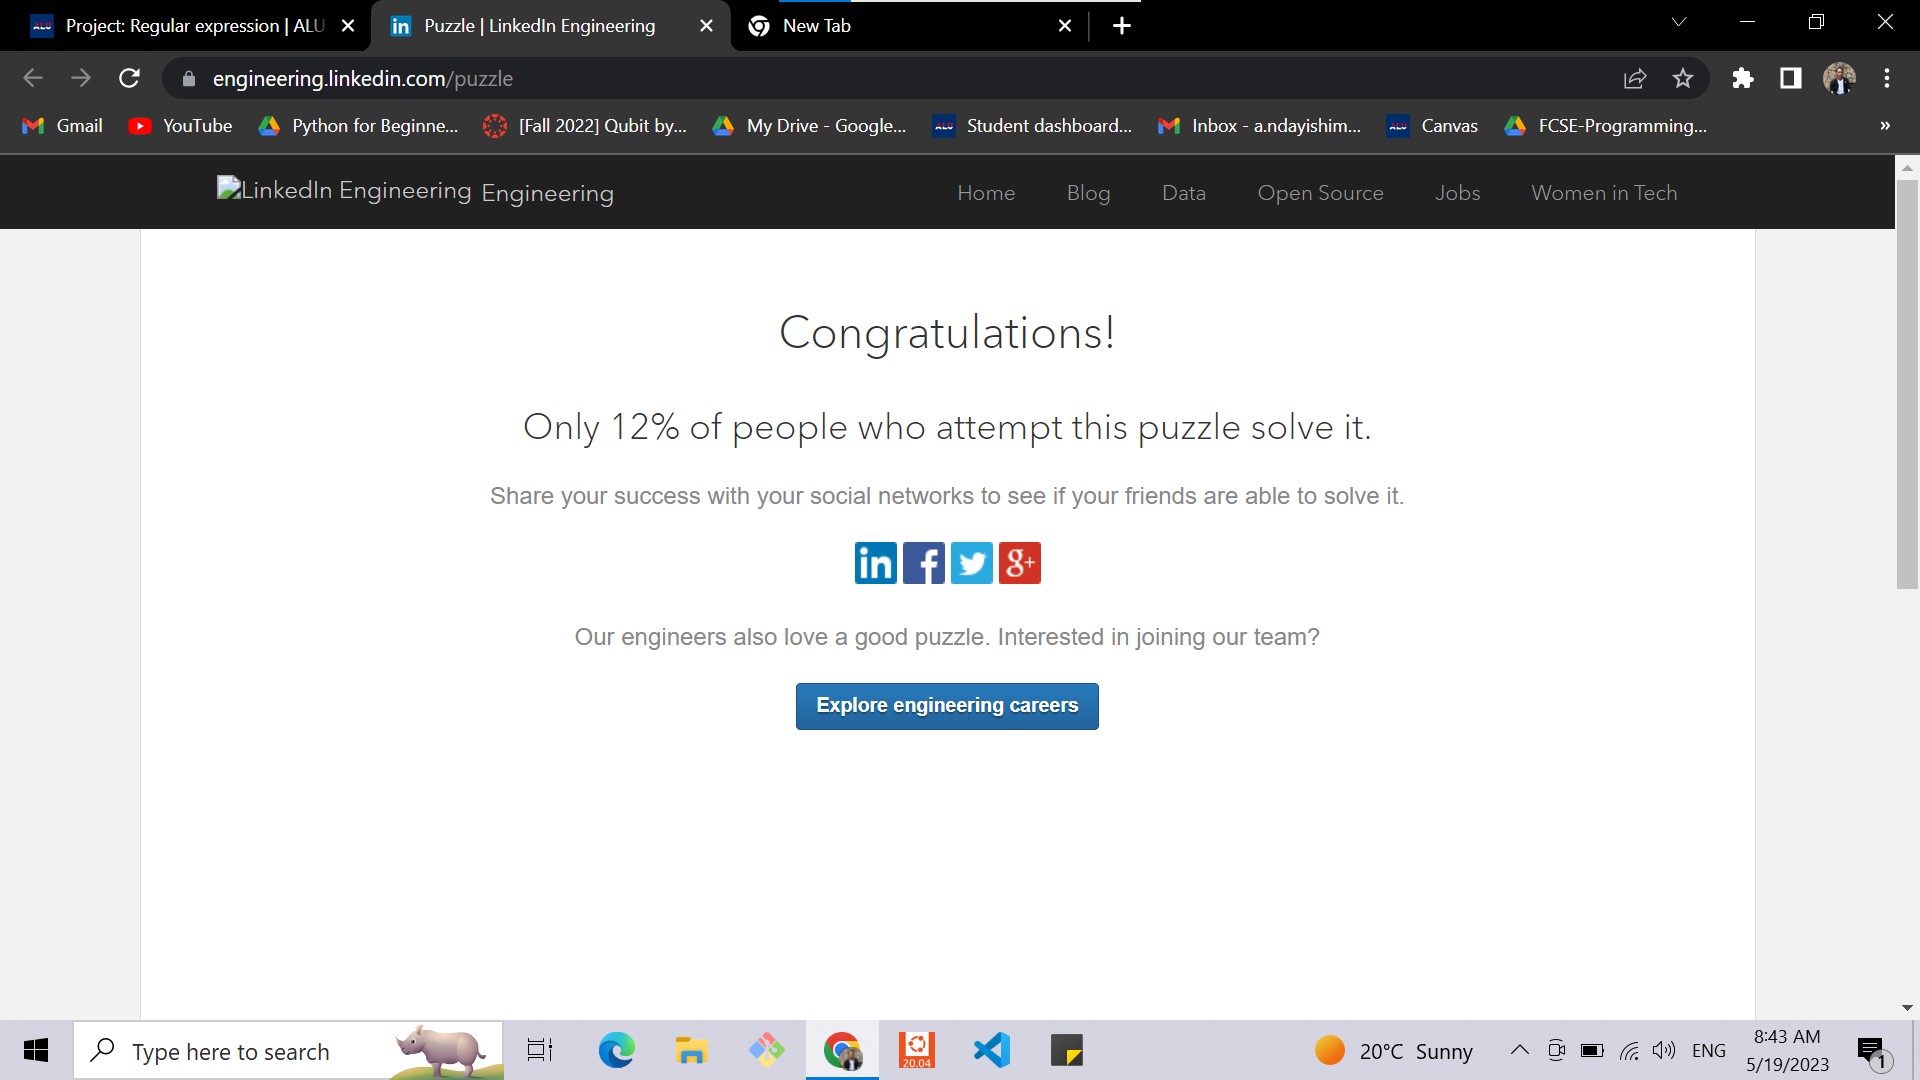 Project: Regular expression | ALU
Puzzle | LinkedIn Engineering
New Tab
engineering.linkedin.com/puzzle
Gmail
YouTube
Python for Beginne...
[Fall 2022] Qubit by...
My Drive - Google...
ALU
Student dashboard...
Inbox - a.ndayishim...
ALU
Canvas
FCSE-Programming...
»
LinkedIn Engineering Engineering
Home
Blog
Data
Open Source
Jobs
Women in Tech
Congratulations!
Only 12% of people who attempt this puzzle solve it.
Share your success with your social networks to see if your friends are able to solve it.
in f g+
Our engineers also love a good puzzle. Interested in joining our team?
Explore engineering careers
Type here to search
20.04
20°C Sunny
ENG
8:43 AM
5/19/2023
1